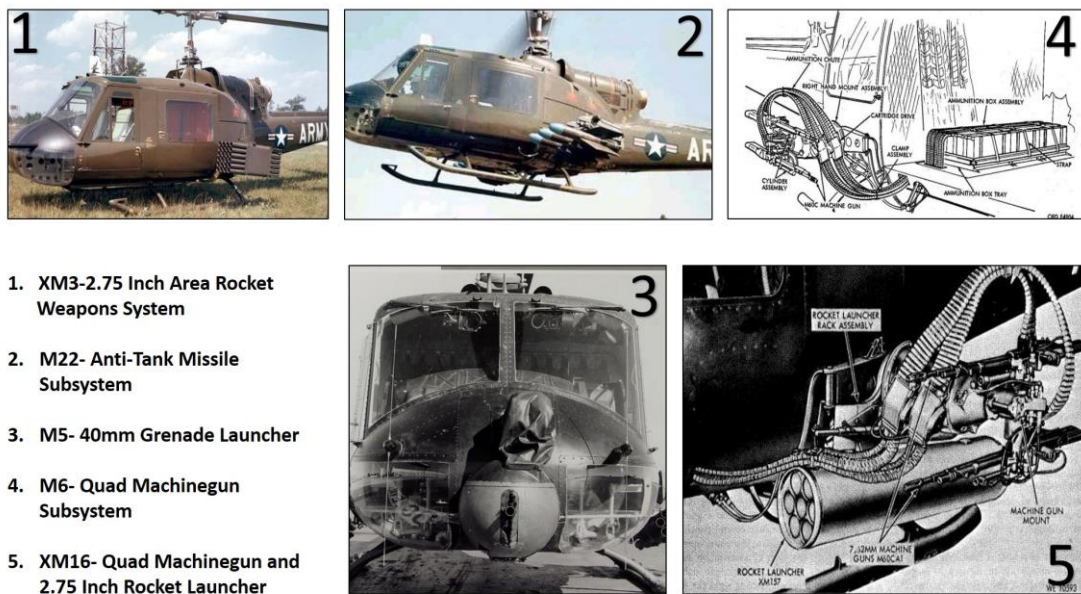 1
ARMY
2
AR
4
AMMUNITION CHUTE
RIGHT HAND MOUNT ASSEMBLY
AMMUNITION BOX ASSEMBLY
CARTRIDGE DRIVE
CLAMP
ASSEMBLY
STRAP
CYLINDER
ASSEMBLY
AMMUNITION BOX TRAY
M60C MACHINE GUN
1. XM3-2.75 Inch Area Rocket
Weapons System
2. M22- Anti-Tank Missile
Subsystem
3. M5- 40mm Grenade Launcher
4. M6- Quad Machinegun
Subsystem
5. XM16- Quad Machinegun and
2.75 Inch Rocket Launcher
3
ROCKET LAUNCHER
RACK ASSEMBLY
MACHINE GUN
MOUNT
7.62MM MACHINE
GUNS M60CA1
ROCKET LAUNCHER
XM157
5